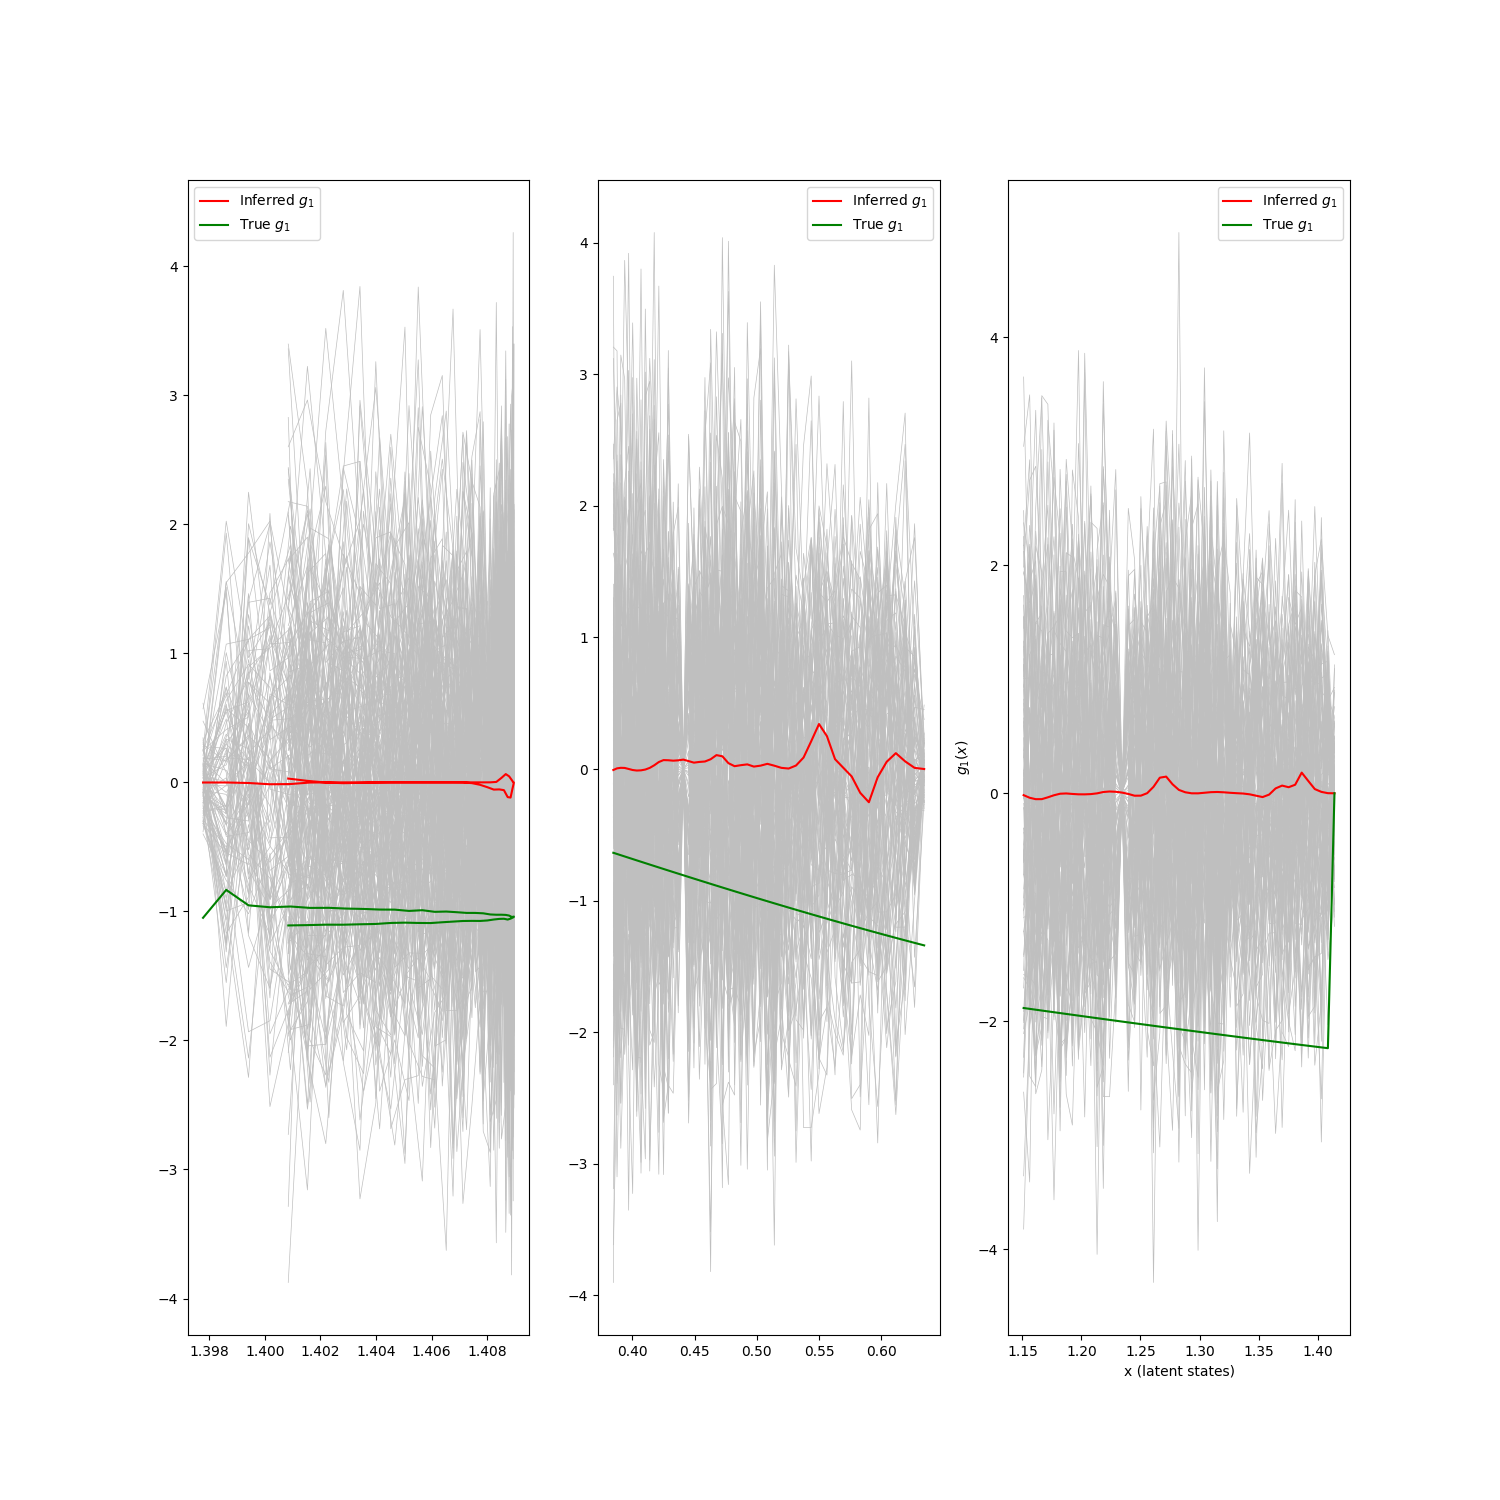 Inferred g₁
True g₁
4
3
2
1
0
−1
−2
−3
−4
1.398 1.400 1.402 1.404 1.406 1.408
Inferred g₁
True g₁
4
3
2
1
0
−1
−2
−3
−4
0.40 0.45 0.50 0.55 0.60
Inferred g₁
True g₁
g₁(x)
4
2
0
−2
−4
1.15 1.20 1.25 1.30 1.35 1.40
x (latent states)